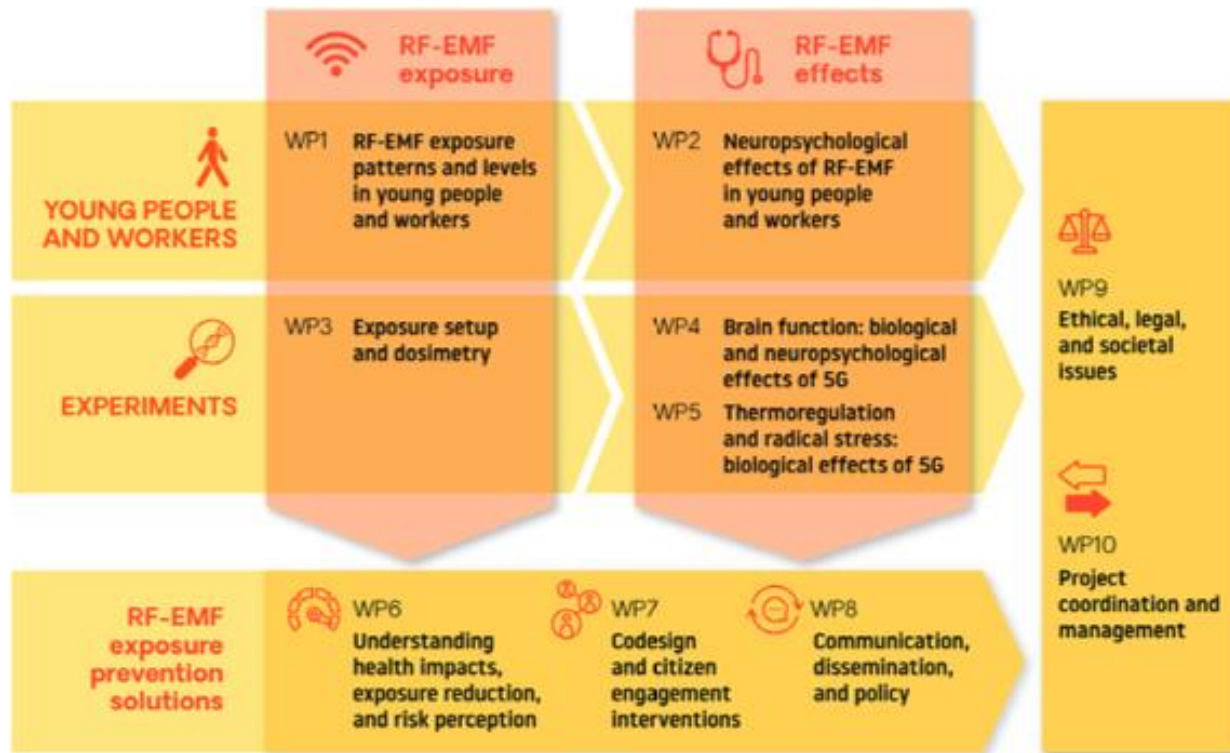 RF-EMF
exposure
RF-EMF
effects
YOUNG PEOPLE
AND WORKERS
WP1
RF-EMF exposure
patterns and levels
in young people
and workers
WP2
Neuropsychological
effects of RF-EMF
in young people
and workers
EXPERIMENTS
WP3
Exposure setup
and dosimetry
WP4
Brain function: biological
and neuropsychological
effects of 5G
WP5
Thermoregulation
and radical stress:
biological effects of 5G
RF-EMF
exposure
prevention
solutions
WP6
Understanding
health impacts,
exposure reduction,
and risk perception
WP7
Codesign
and citizen
engagement
interventions
WP8
Communication,
dissemination,
and policy
WP9
Ethical, legal,
and societal
issues
WP10
Project
coordination and
management